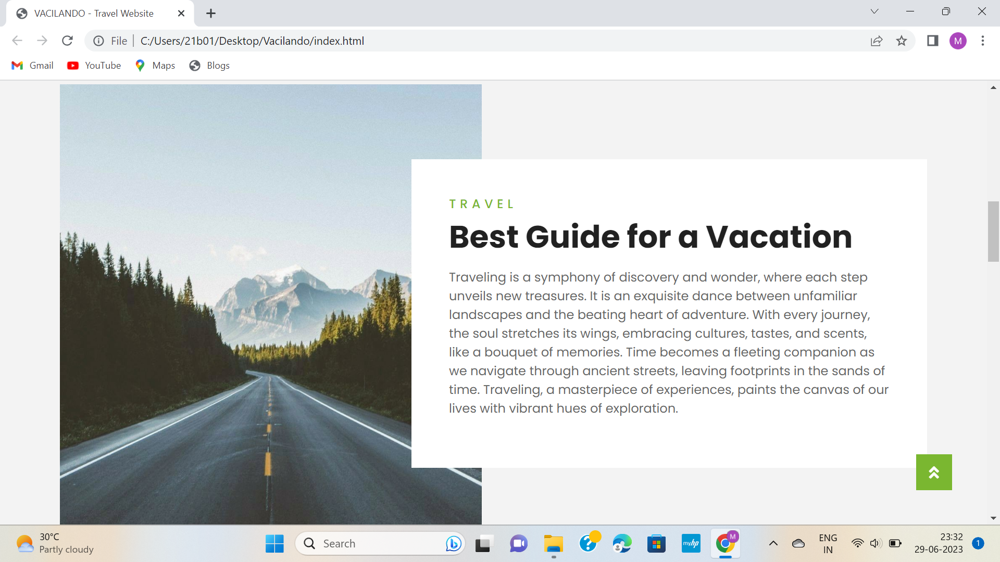 VACILANDO - Travel Website
File
C:/Users/21b01/Desktop/Vacilando/index.html
M
Gmail
YouTube
Maps
Blogs
TRAVEL
Best Guide for a Vacation
Traveling is a symphony of discovery and wonder, where each step
unveils new treasures. It is an exquisite dance between unfamiliar
landscapes and the beating heart of adventure. With every journey,
the soul stretches its wings, embracing cultures, tastes, and scents,
like a bouquet of memories. Time becomes a fleeting companion as
we navigate through ancient streets, leaving footprints in the sands of
time. Traveling, a masterpiece of experiences, paints the canvas of our
lives with vibrant hues of exploration.
30°C
Partly cloudy
Search
myhp
M
ENG
IN
23:32
29-06-2023
1